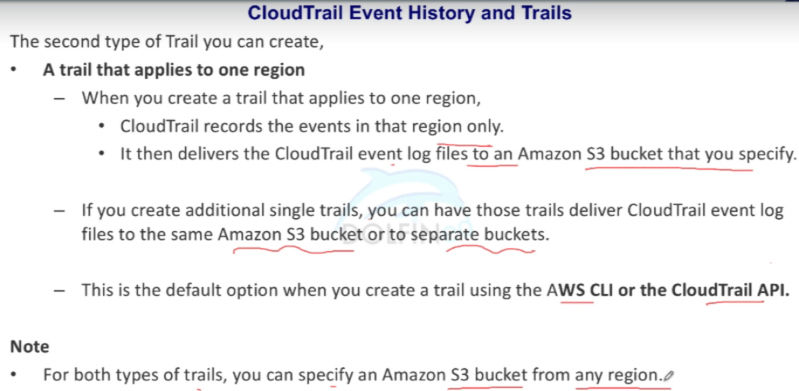 CloudTrail Event History and Trails
The second type of Trail you can create,
• A trail that applies to one region
– When you create a trail that applies to one region,
• CloudTrail records the events in that region only.
• It then delivers the CloudTrail event log files to an Amazon S3 bucket that you specify.
DOLFIN
– If you create additional single trails, you can have those trails deliver CloudTrail event log
files to the same Amazon S3 bucket or to separate buckets.
– This is the default option when you create a trail using the AWS CLI or the CloudTrail API.
Note
• For both types of trails, you can specify an Amazon S3 bucket from any region.